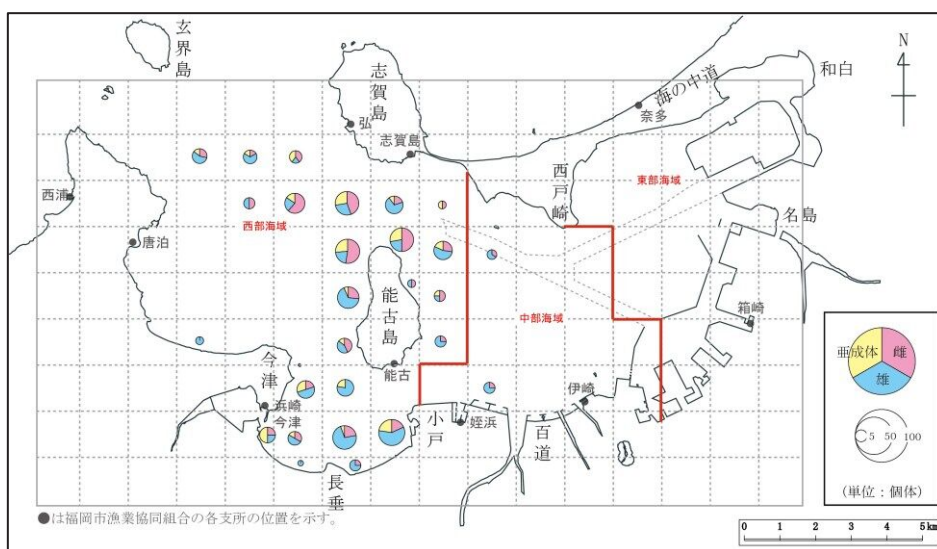 玄界島
志賀島
弘
志賀島
海の中道
奈多
和白
N
西戸崎
東部海域
名島
西浦
西部海域
唐泊
能古島
能古
中部海域
箱崎
今津
浜崎
今津
小戸
姪浜
百道
伊崎
長垂
亜成体
雌
雄
5 50 100
(単位：個体)
●は福岡市漁業協同組合の各支所の位置を示す。
0 1 2 3 4 5km